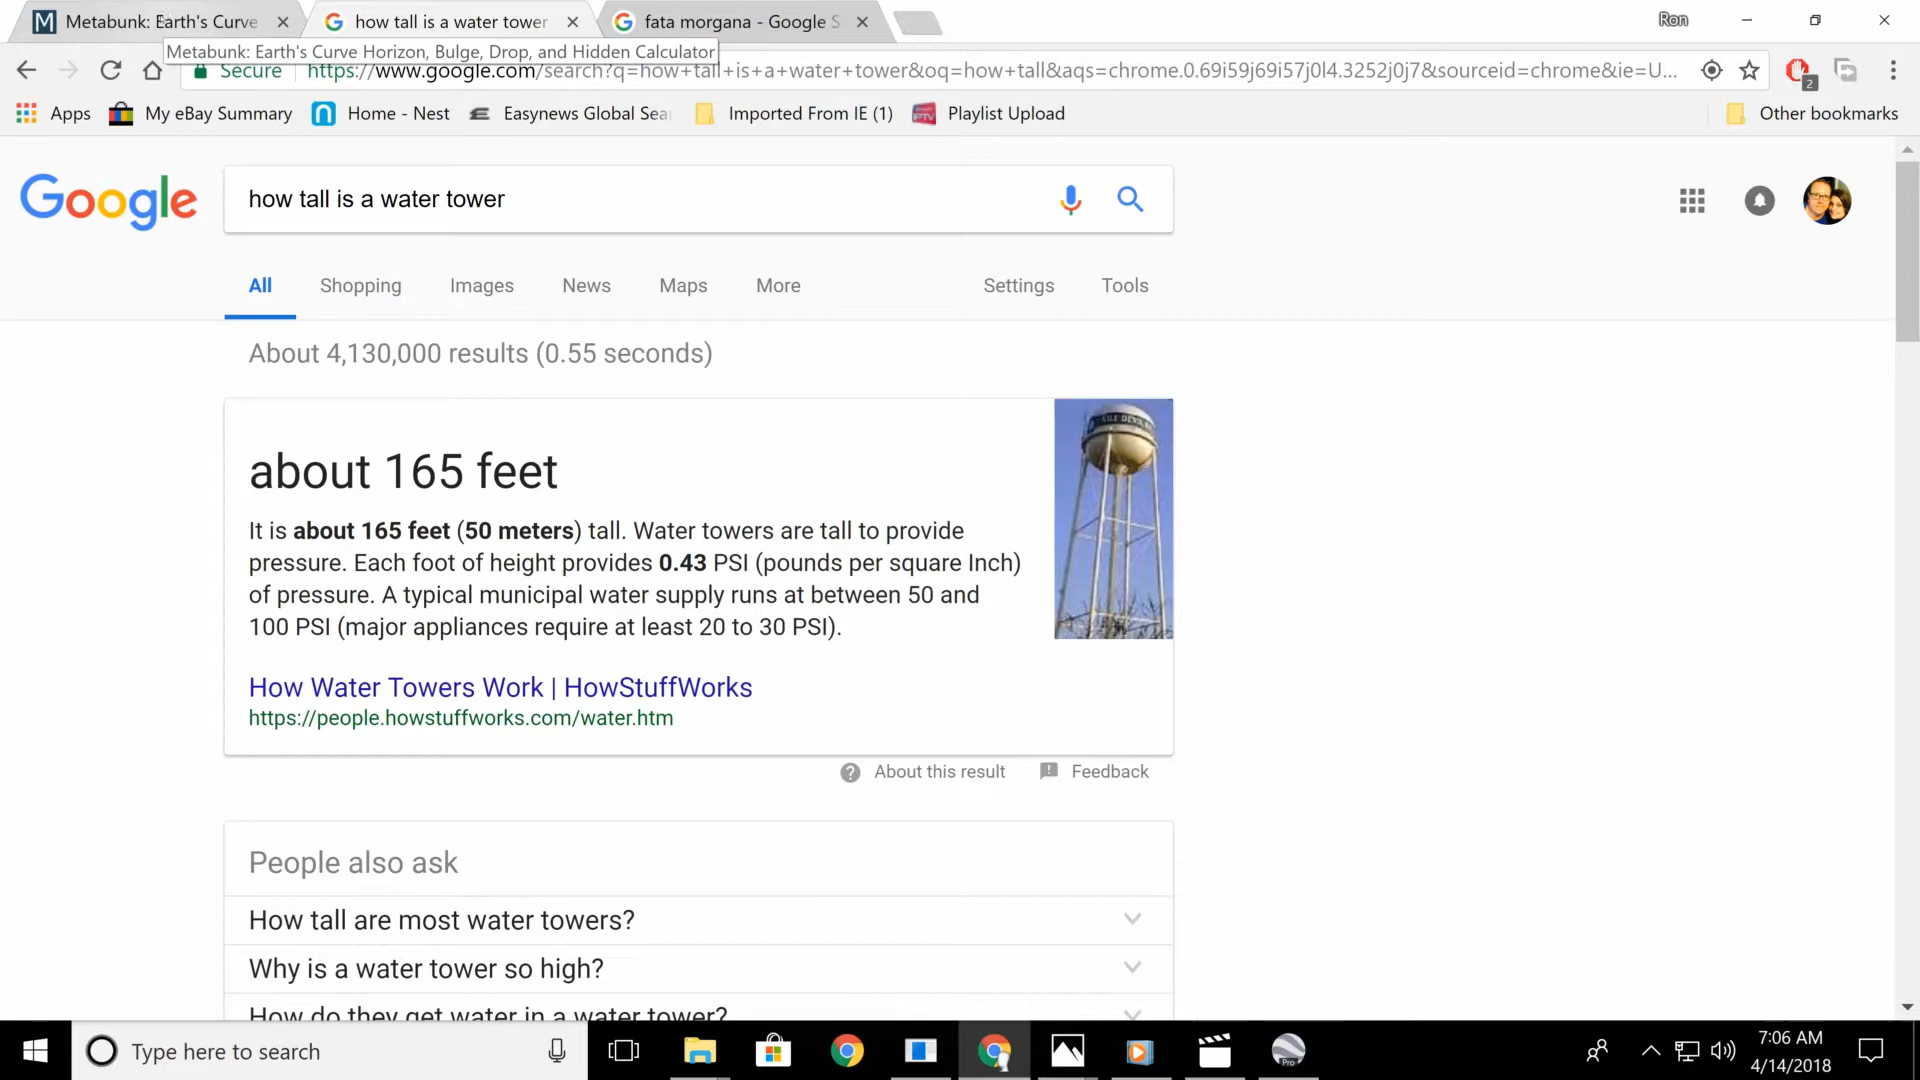 Metabunk: Earth's Curve
how tall is a water tower
fata morgana - Google S
Ron
Metabunk: Earth's Curve Horizon, Bulge, Drop, and Hidden Calculator
Secure
https://www.google.com/search?q=how+tall+is+a+water+tower&oq=how+tall&aqs=chrome.0.69i59j69i57j0l4.3252j0j7&sourceid=chrome&ie=U...
2
Apps
My eBay Summary
Home - Nest
Easynews Global Sea
Imported From IE (1)
Playlist Upload
Other bookmarks
Google
how tall is a water tower
All
Shopping
Images
News
Maps
More
Settings
Tools
About 4,130,000 results (0.55 seconds)
about 165 feet
It is about 165 feet (50 meters) tall. Water towers are tall to provide
pressure. Each foot of height provides 0.43 PSI (pounds per square Inch)
of pressure. A typical municipal water supply runs at between 50 and
100 PSI (major appliances require at least 20 to 30 PSI).
How Water Towers Work | HowStuffWorks
https://people.howstuffworks.com/water.htm
About this result
Feedback
People also ask
How tall are most water towers?
Why is a water tower so high?
How do they get water in a water tower?
Type here to search
Pro
7:06 AM
4/14/2018